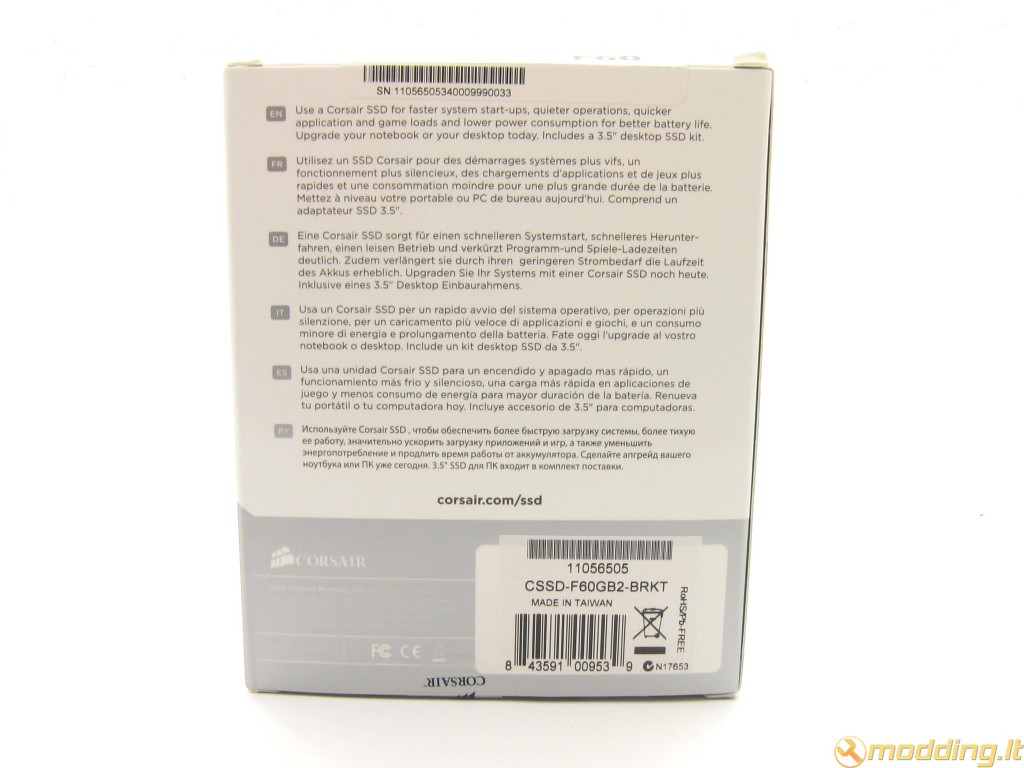 F60
SN:11056505340009990033
EN
Use a Corsair SSD for faster system start-ups, quieter operations, quicker
application and game loads and lower power consumption for better battery life.
Upgrade your notebook or your desktop today. Includes a 3.5" desktop SSD kit.
FR
Utilisez un SSD Corsair pour des démarrages systèmes plus vifs, un
fonctionnement plus silencieux, des chargements d'applications et de jeux plus
rapides et une consommation moindre pour une plus grande durée de la batterie.
Mettez à niveau votre portable ou PC de bureau aujourd'hui. Comprend un
adaptateur SSD 3.5".
DE
Eine Corsair SSD sorgt für einen schnelleren Systemstart, schnelleres Herunter-
fahren, einen leisen Betrieb und verkürzt Programm-und Spiele-Ladezeiten
deutlich. Zudem verlängert sie durch ihren geringeren Strombedarf die Laufzeit
des Akkus erheblich. Upgraden Sie Ihr Systems mit einer Corsair SSD noch heute.
Inklusive eines 3.5" Desktop Einbaurahmens.
IT
Usa un Corsair SSD per un rapido avvio del sistema operativo, per operazioni più
silenzione, per un caricamento più veloce di applicazioni e giochi, e un consumo
minore di energia e prolungamento della batteria. Fate oggi l'upgrade al vostro
notebook o desktop. Include un kit desktop SSD da 3.5".
ES
Usa una unidad Corsair SSD para un encendido y apagado mas rápido, un
funcionamiento más frio y silencioso, una carga más rápida en aplicaciones de
juego y menos consumo de energía para mayor duración de la batería. Renueva
tu portátil o tu computadora hoy. Incluye accesorio de 3.5" para computadoras.
PY
Используйте Corsair SSD , чтобы обеспечить более быструю загрузку системы, более тихую
ее работу, значительно ускорить загрузку приложений и игр, а также уменьшить
энергопотребление и продлить время работы от аккумулятора. Сделайте апгрейд вашего
ноутбука или ПК уже сегодня. 3.5" SSD для ПК входит в комплект поставки.
corsair.com/ssd
CORSAIR
11056505
CSSD-F60GB2-BRKT
MADE IN TAIWAN
RoHS/Pb-FREE
8 43591 00953 9
N17653
FC CE
CORSAIR
modding.lt